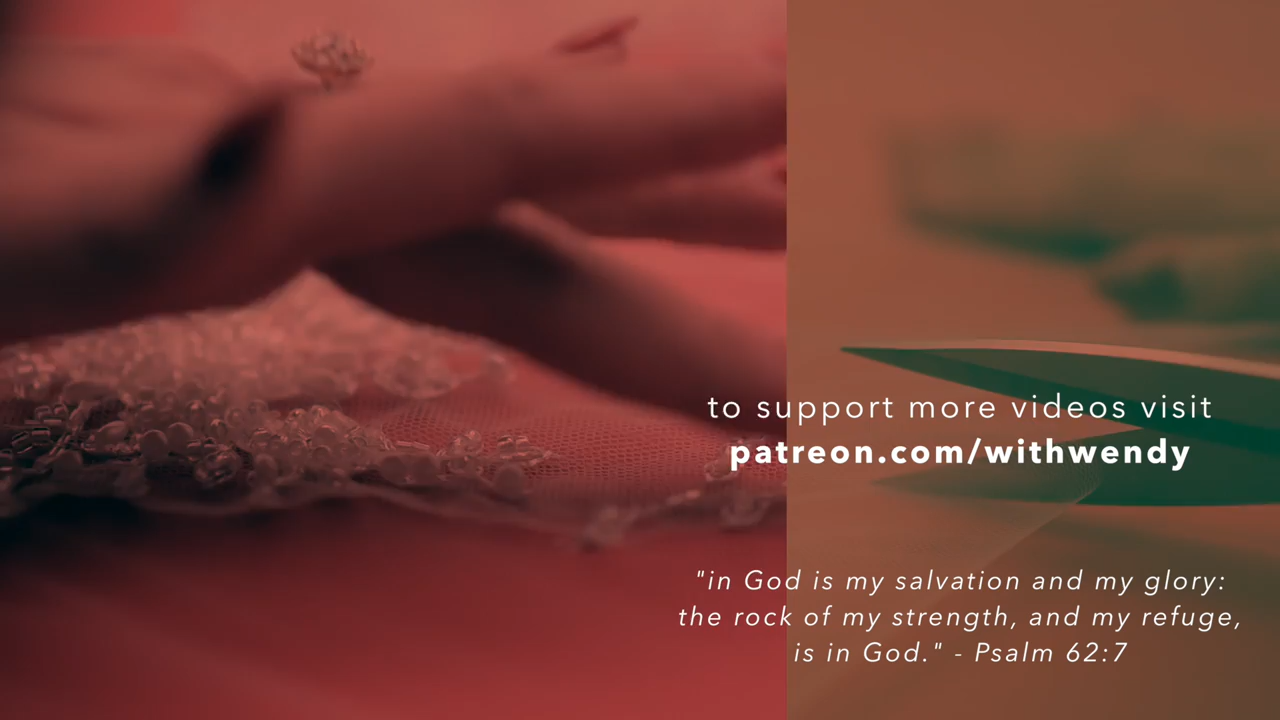 to support more videos visit
patreon.com/withwendy
"in God is my salvation and my glory:
the rock of my strength, and my refuge,
is in God." - Psalm 62:7